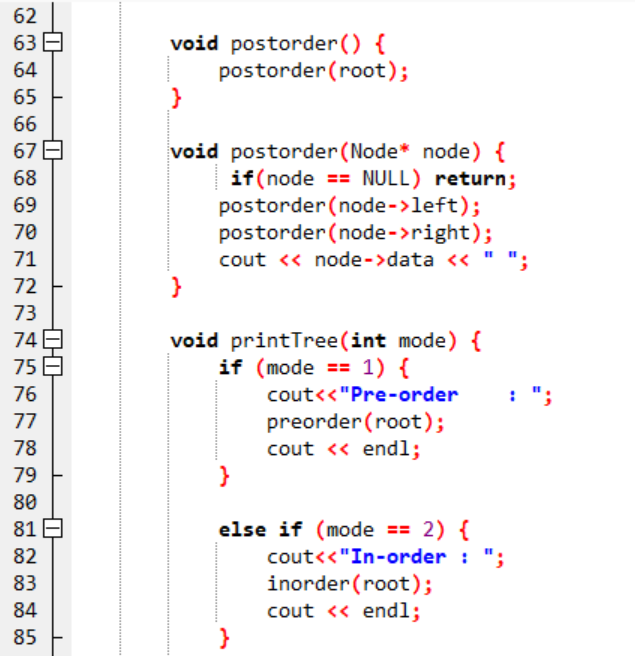 62
63 void postorder() {
64 postorder(root);
65 }
66
67 void postorder(Node* node) {
68 if(node == NULL) return;
69 postorder(node->left);
70 postorder(node->right);
71 cout << node->data << " ";
72 }
73
74 void printTree(int mode) {
75 if (mode == 1) {
76 cout<<"Pre-order    : ";
77 preorder(root);
78 cout << endl;
79 }
80
81 else if (mode == 2) {
82 cout<<"In-order : ";
83 inorder(root);
84 cout << endl;
85 }